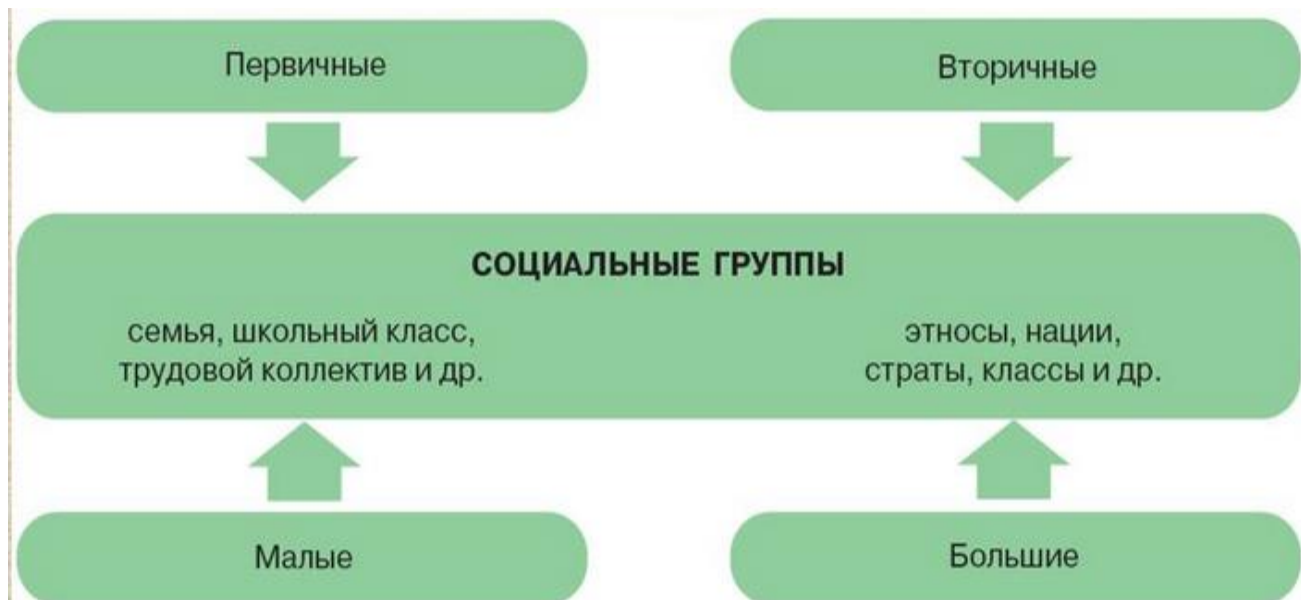 Первичные
Вторичные
СОЦИАЛЬНЫЕ ГРУППЫ
семья, школьный класс,
трудовой коллектив и др.
этносы, нации,
страты, классы и др.
Малые
Большие